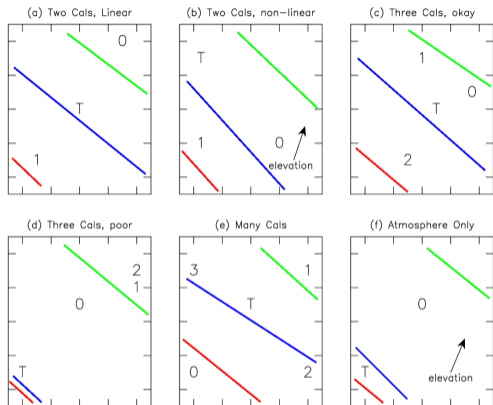 (a) Two Cals, Linear
0
T
1
(b) Two Cals, non-linear
T
1
0
elevation
(c) Three Cals, okay
1
0
T
2
(d) Three Cals, poor
2
1
0
T
(e) Many Cals
3
1
T
0
2
(f) Atmosphere Only
0
elevation
T